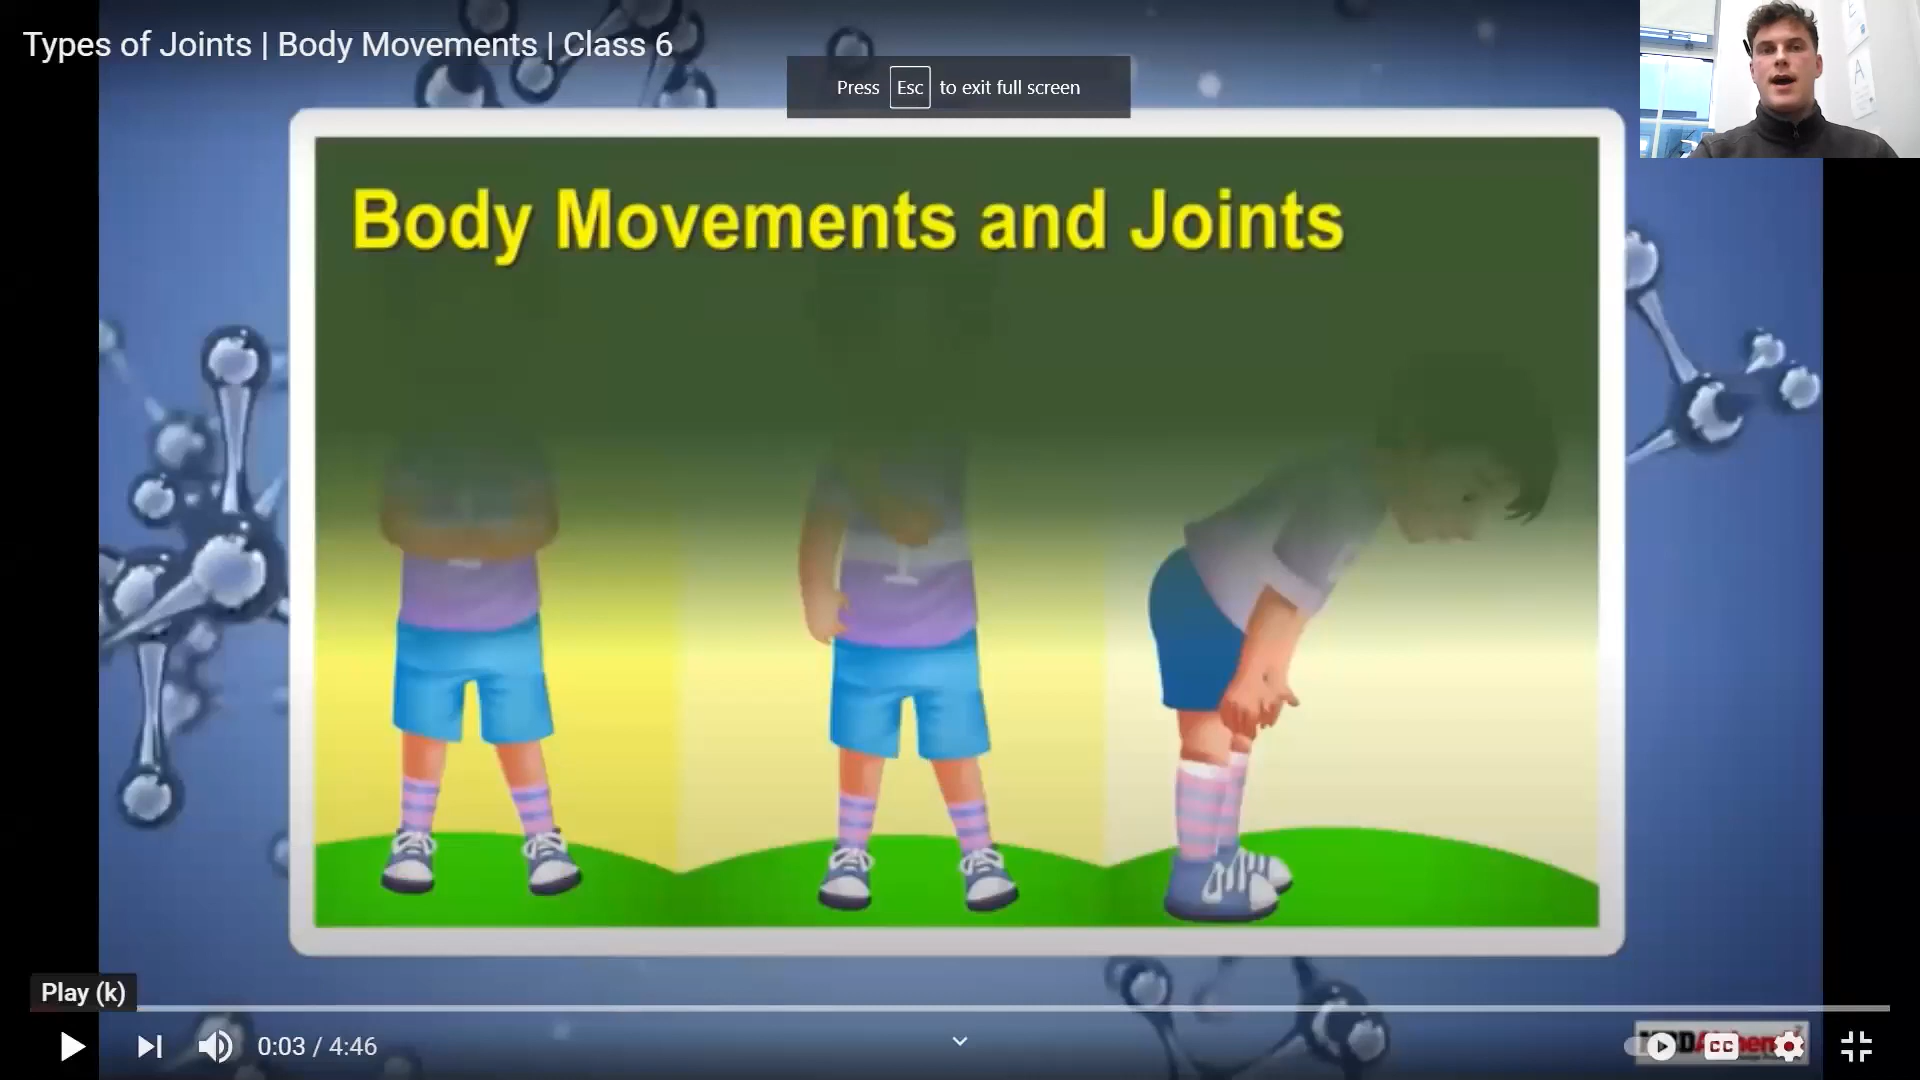 Types of Joints | Body Movements | Class 6
Press Esc to exit full screen
Body Movements and Joints
Play (k)
0:03 / 4:46
CC